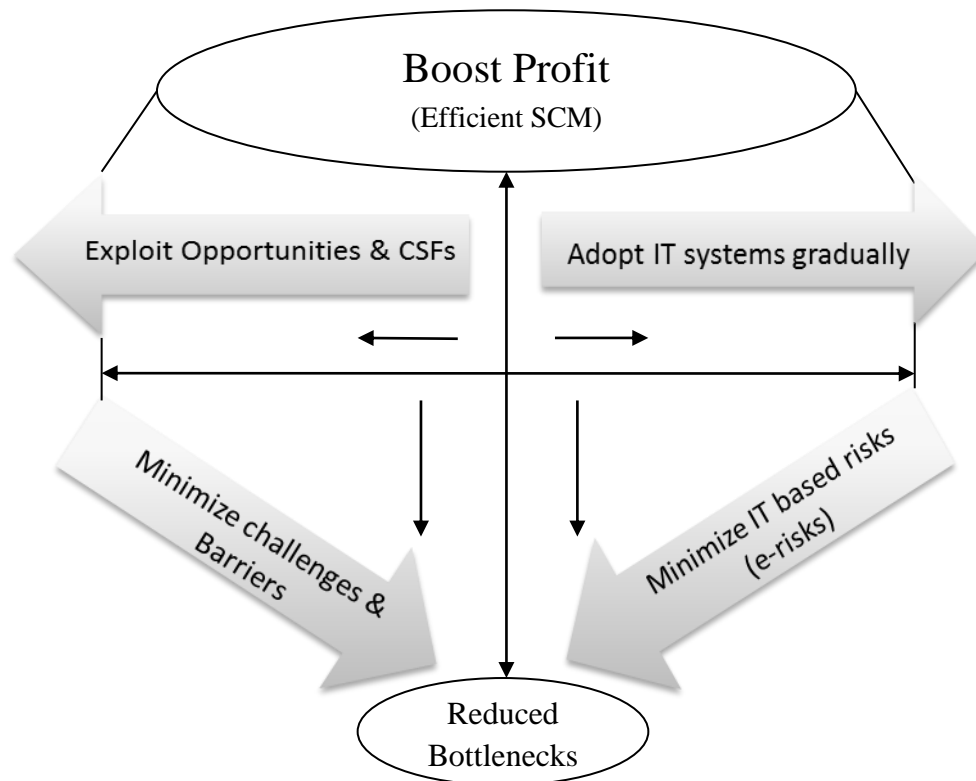 Boost Profit
(Efficient SCM)
Exploit Opportunities & CSFs
Adopt IT systems gradually
Minimize challenges &
Barriers
Minimize IT based risks
(e-risks)
Reduced
Bottlenecks